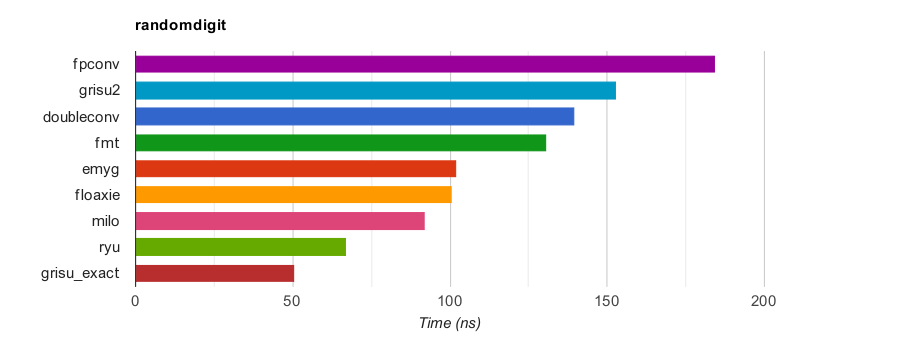 randomdigit
fpconv
grisu2
doubleconv
fmt
emyg
floaxie
milo
ryu
grisu_exact
0 50 100 150 200
Time (ns)